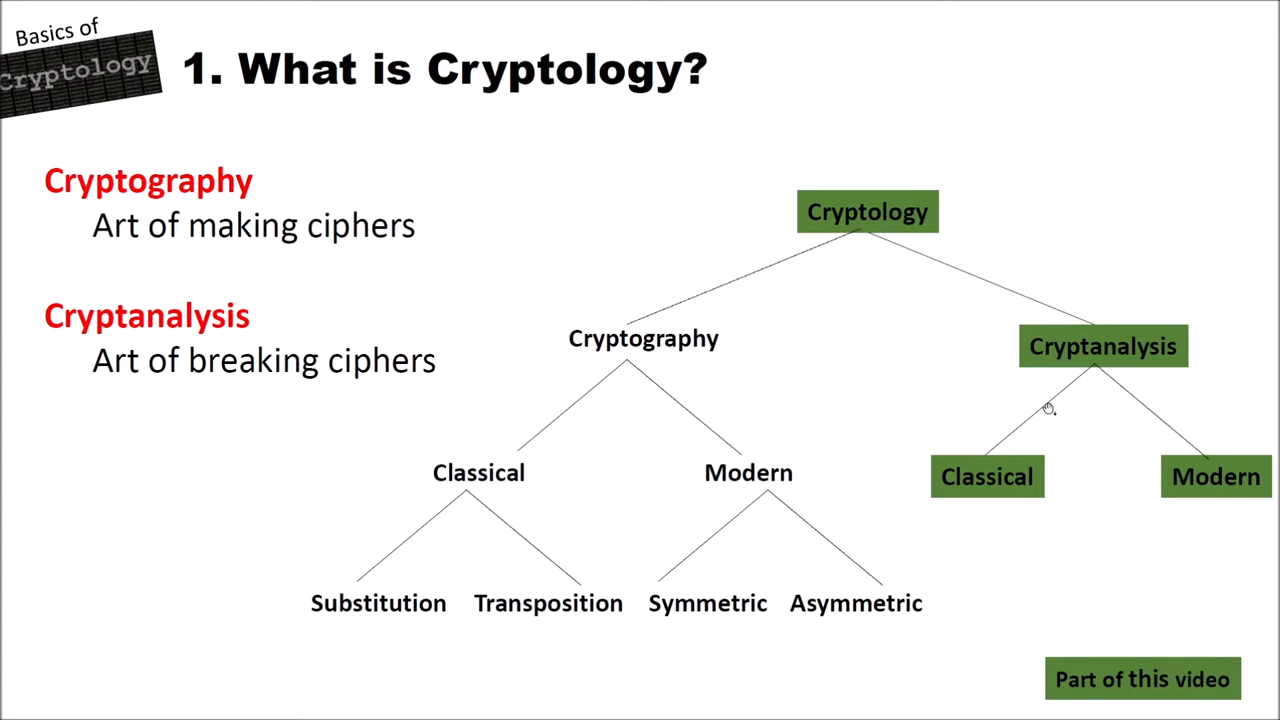 Basics of
Cryptology
1. What is Cryptology?
Cryptography
Art of making ciphers
Cryptanalysis
Art of breaking ciphers
Cryptology
Cryptography
Cryptanalysis
Classical
Modern
Classical
Modern
Substitution
Transposition
Symmetric
Asymmetric
Part of this video